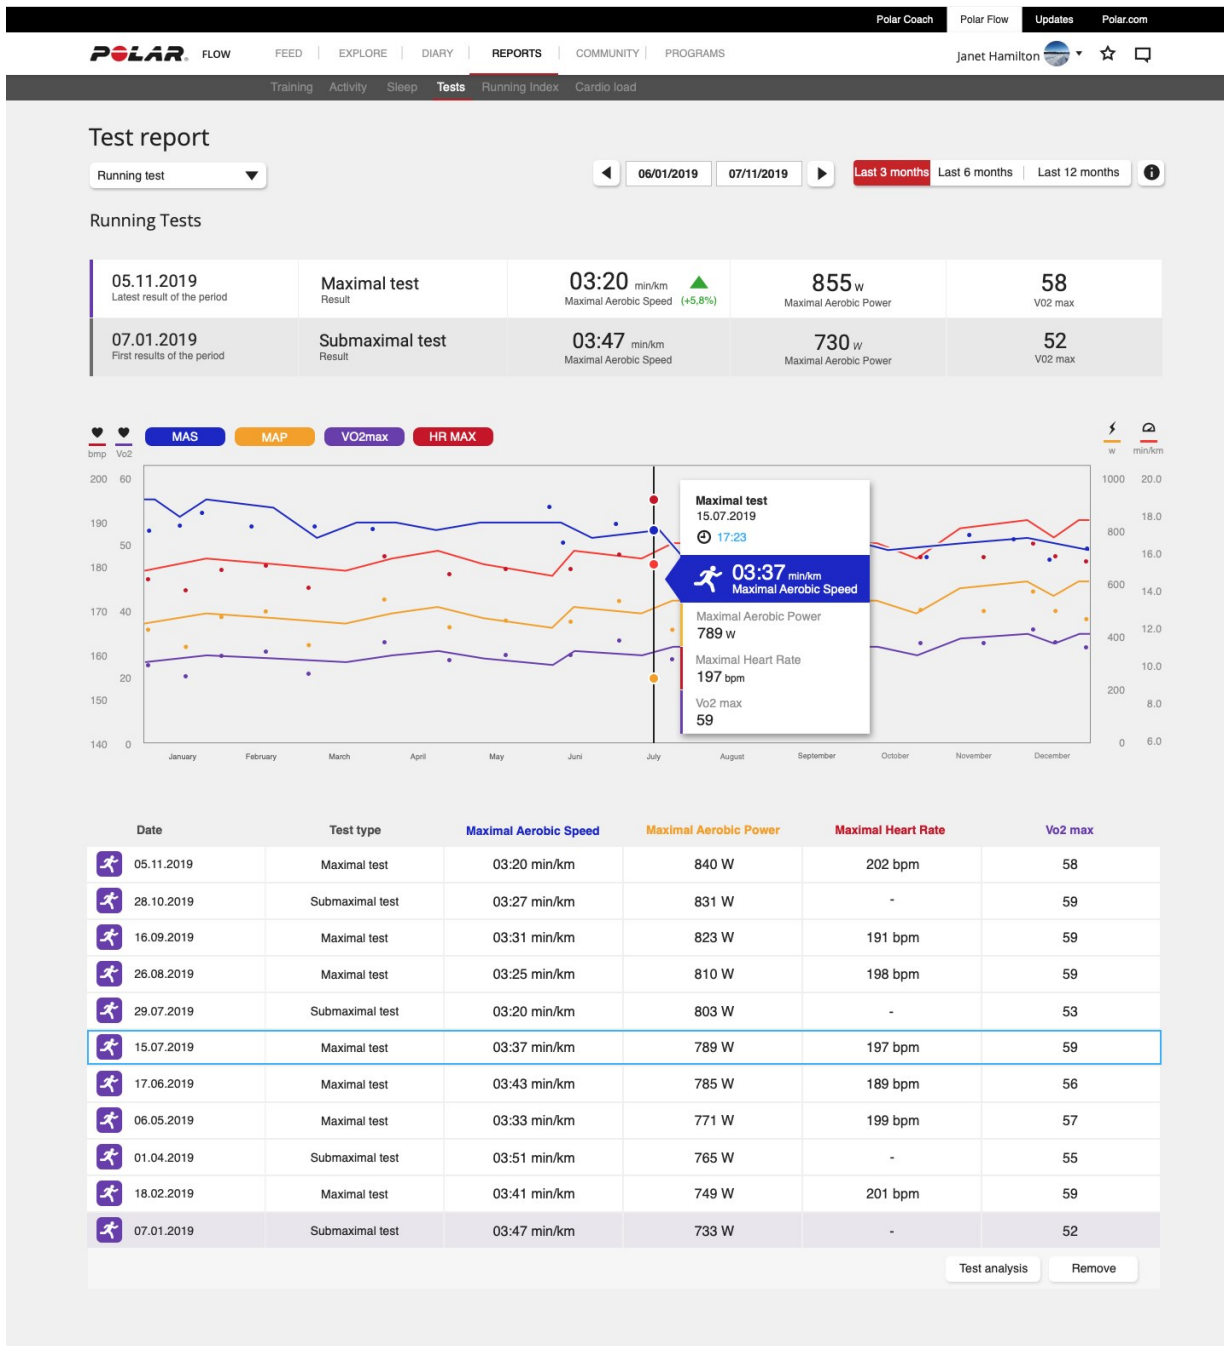 Polar Coach Polar Flow Updates Polar.com
POLAR. FLOW FEED EXPLORE DIARY REPORTS COMMUNITY PROGRAMS Janet Hamilton
Training Activity Sleep Tests Running Index Cardio load
Test report
Running test 06/01/2019 07/11/2019 Last 3 months Last 6 months Last 12 months i
Running Tests
05.11.2019 Maximal test 03:20 min/km 855 w 58
Latest result of the period Result Maximal Aerobic Speed (+5,8%) Maximal Aerobic Power V02 max
07.01.2019 Submaximal test 03:47 min/km 730 w 52
First results of the period Result Maximal Aerobic Speed Maximal Aerobic Power V02 max
MAS MAP VO2max HR MAX
bmp Vo2 w min/km
200 60 1000 20.0
Maximal test
15.07.2019
190 18.0
800
17:23
50
180 16.0
03:37 min/km
Maximal Aerobic Speed
600
14.0
170 40
Maximal Aerobic Power
789 w
400 12.0
160
Maximal Heart Rate
10.0
20
197 bpm
200
150 8.0
Vo2 max
59
140 0 0 6.0
January February March April May Juni July August September October November December
Date Test type Maximal Aerobic Speed Maximal Aerobic Power Maximal Heart Rate Vo2 max
05.11.2019 Maximal test 03:20 min/km 840 W 202 bpm 58
28.10.2019 Submaximal test 03:27 min/km 831 W - 59
16.09.2019 Maximal test 03:31 min/km 823 W 191 bpm 59
26.08.2019 Maximal test 03:25 min/km 810 W 198 bpm 59
29.07.2019 Submaximal test 03:20 min/km 803 W - 53
15.07.2019 Maximal test 03:37 min/km 789 W 197 bpm 59
17.06.2019 Maximal test 03:43 min/km 785 W 189 bpm 56
06.05.2019 Maximal test 03:33 min/km 771 W 199 bpm 57
01.04.2019 Submaximal test 03:51 min/km 765 W - 55
18.02.2019 Maximal test 03:41 min/km 749 W 201 bpm 59
07.01.2019 Submaximal test 03:47 min/km 733 W - 52
Test analysis Remove